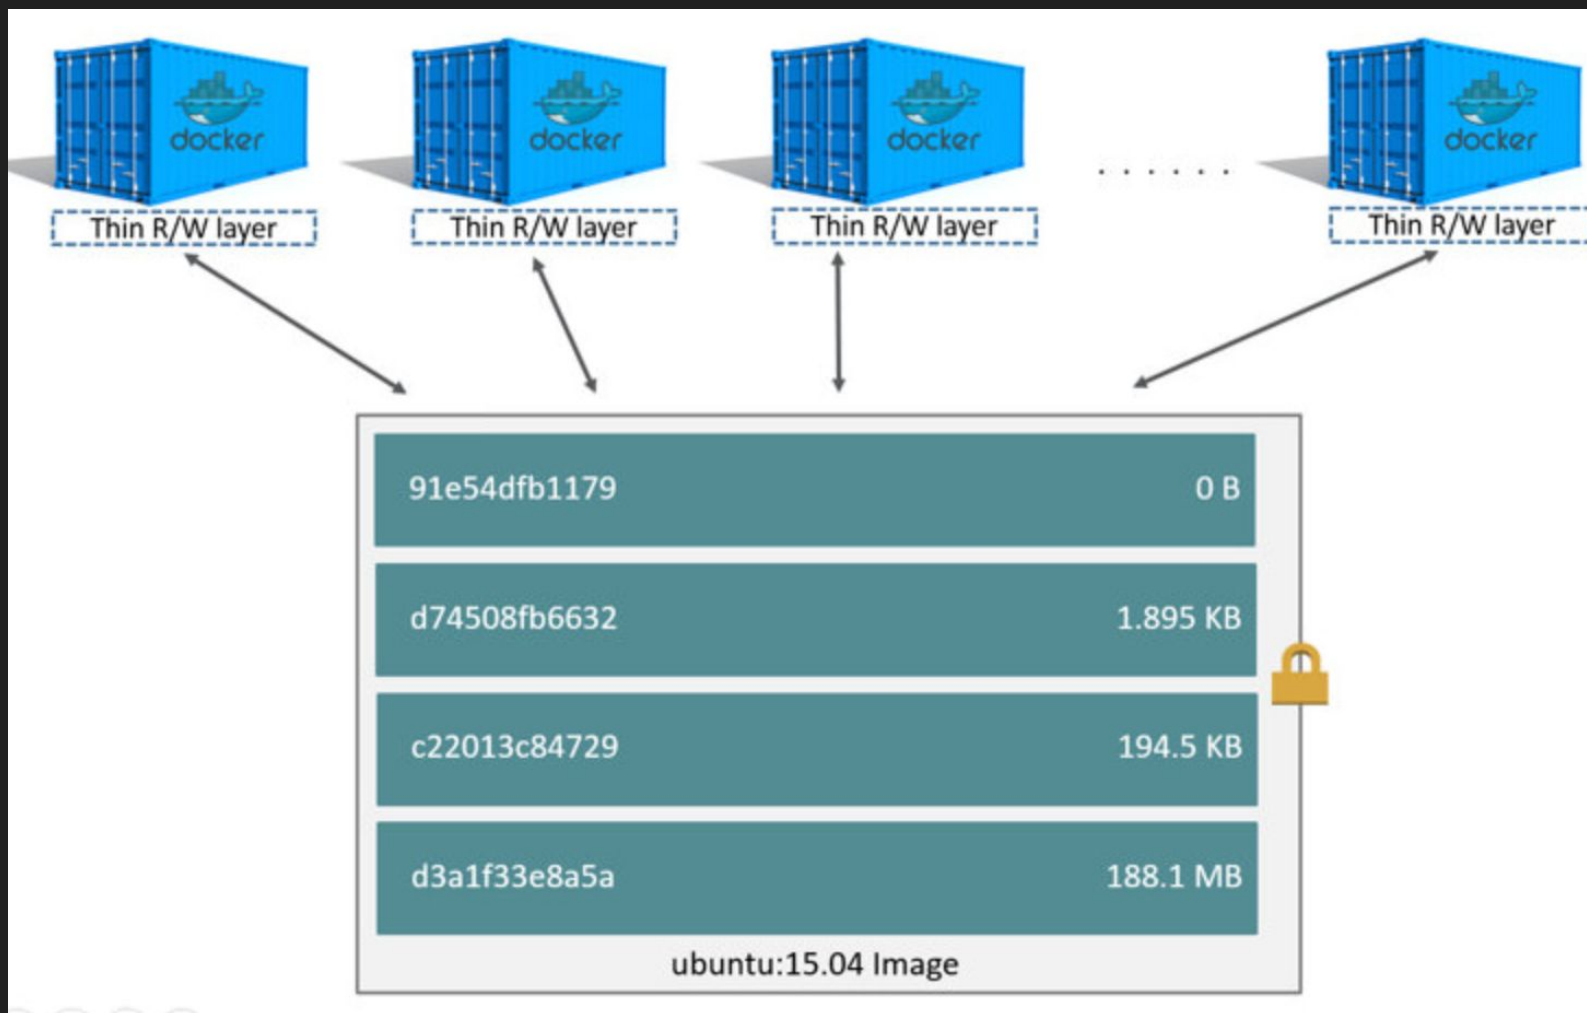 docker
docker
docker
docker
Thin R/W layer
Thin R/W layer
Thin R/W layer
......
Thin R/W layer
91e54dfb1179 0 B
d74508fb6632 1.895 KB
c22013c84729 194.5 KB
d3a1f33e8a5a 188.1 MB
ubuntu:15.04 Image